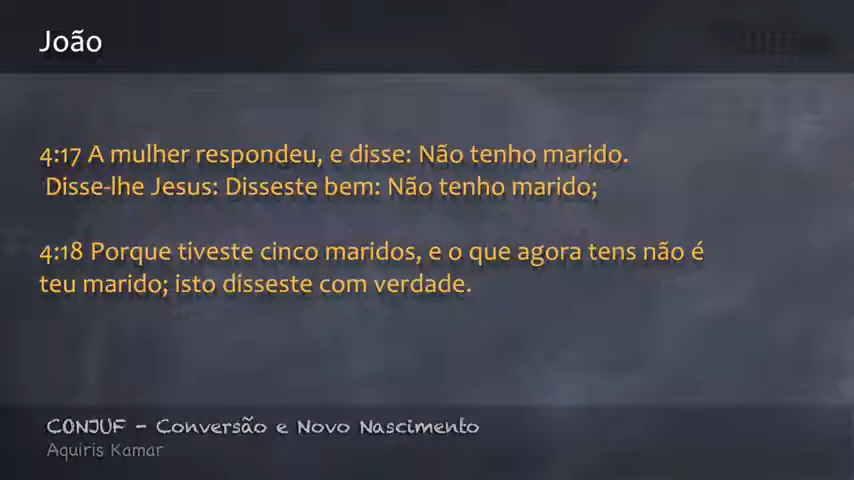 João
4:17 A mulher respondeu, e disse: Não tenho marido.
Disse-lhe Jesus: Disseste bem: Não tenho marido;
4:18 Porque tiveste cinco maridos, e o que agora tens não é
teu marido; isto disseste com verdade.
CONJUF - Conversão e Novo Nascimento
Aquiris Kamar